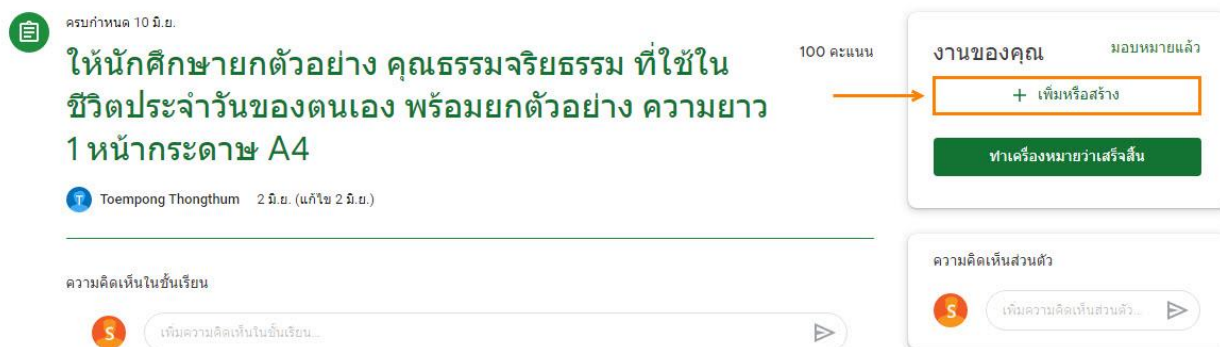 ครบกำหนด 10 มิ.ย.
ให้นักศึกษายกตัวอย่าง คุณธรรมจริยธรรม ที่ใช้ใน
ชีวิตประจำวันของตนเอง พร้อมยกตัวอย่าง ความยาว
1 หน้ากระดาษ A4
100 คะแนน
Toempong Thongthum 2 มิ.ย. (แก้ไข 2 มิ.ย.)
ความคิดเห็นในชั้นเรียน
S
เพิ่มความคิดเห็นในชั้นเรียน...
งานของคุณ
มอบหมายแล้ว
+ เพิ่มหรือสร้าง
ทำเครื่องหมายว่าเสร็จสิ้น
ความคิดเห็นส่วนตัว
S
เพิ่มความคิดเห็นส่วนตัว...